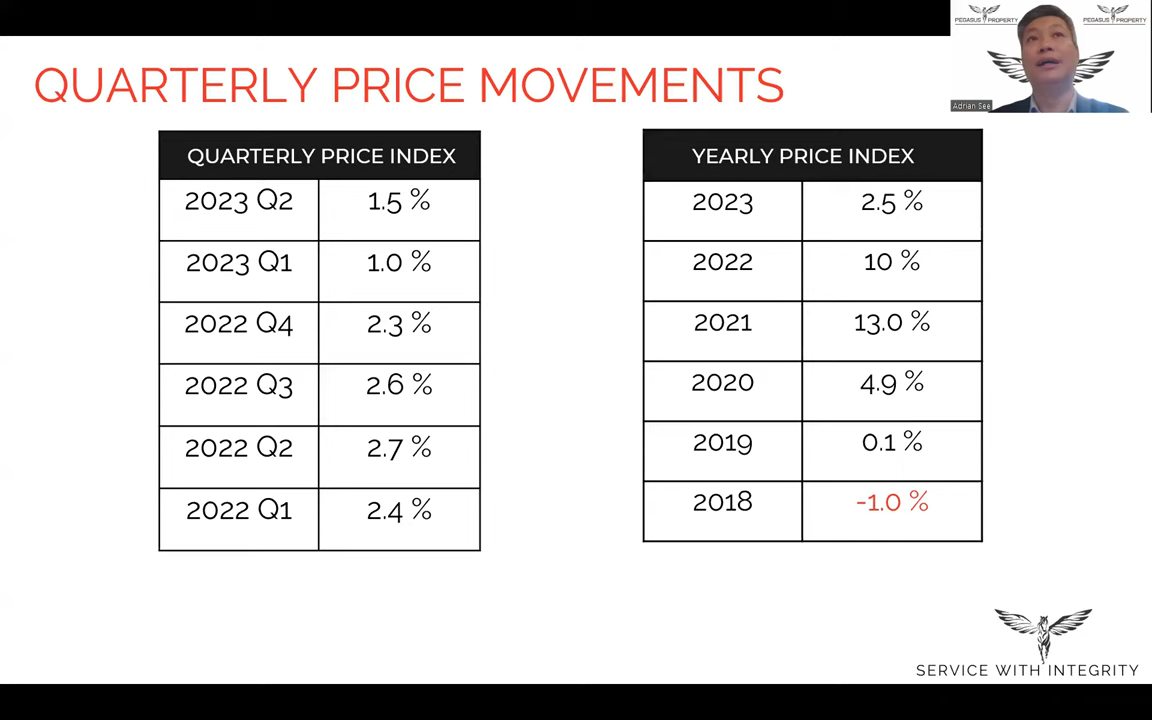 PEGASUS PROPERTY
PEGASUS PROPERTY
Adrian See
QUARTERLY PRICE MOVEMENTS
QUARTERLY PRICE INDEX
2023 Q2 1.5 %
2023 Q1 1.0 %
2022 Q4 2.3 %
2022 Q3 2.6 %
2022 Q2 2.7 %
2022 Q1 2.4 %
YEARLY PRICE INDEX
2023 2.5 %
2022 10 %
2021 13.0 %
2020 4.9 %
2019 0.1 %
2018 -1.0 %
SERVICE WITH INTEGRITY